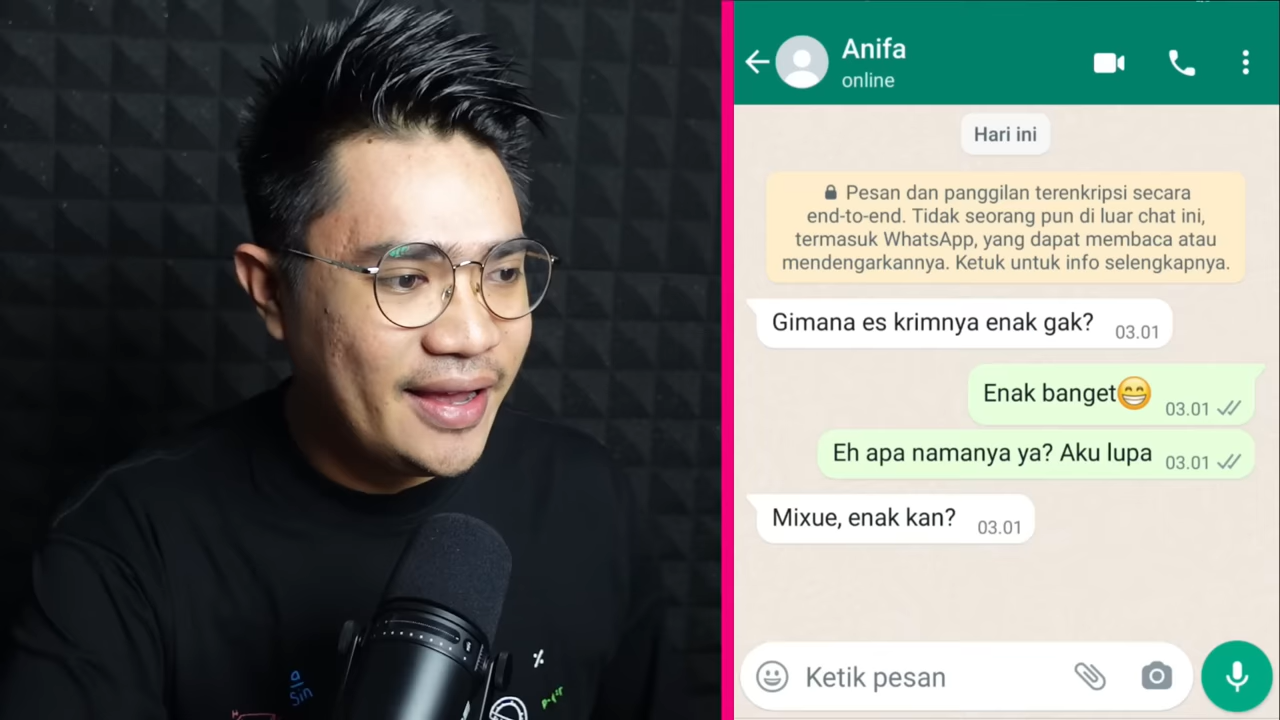 Anifa
online
Hari ini
Pesan dan panggilan terenkripsi secara
end-to-end. Tidak seorang pun di luar chat ini,
termasuk WhatsApp, yang dapat membaca atau
mendengarkannya. Ketuk untuk info selengkapnya.
Gimana es krimnya enak gak? 03.01
Enak banget😁 03.01
Eh apa namanya ya? Aku lupa 03.01
Mixue, enak kan? 03.01
Ketik pesan
a
Sin
%